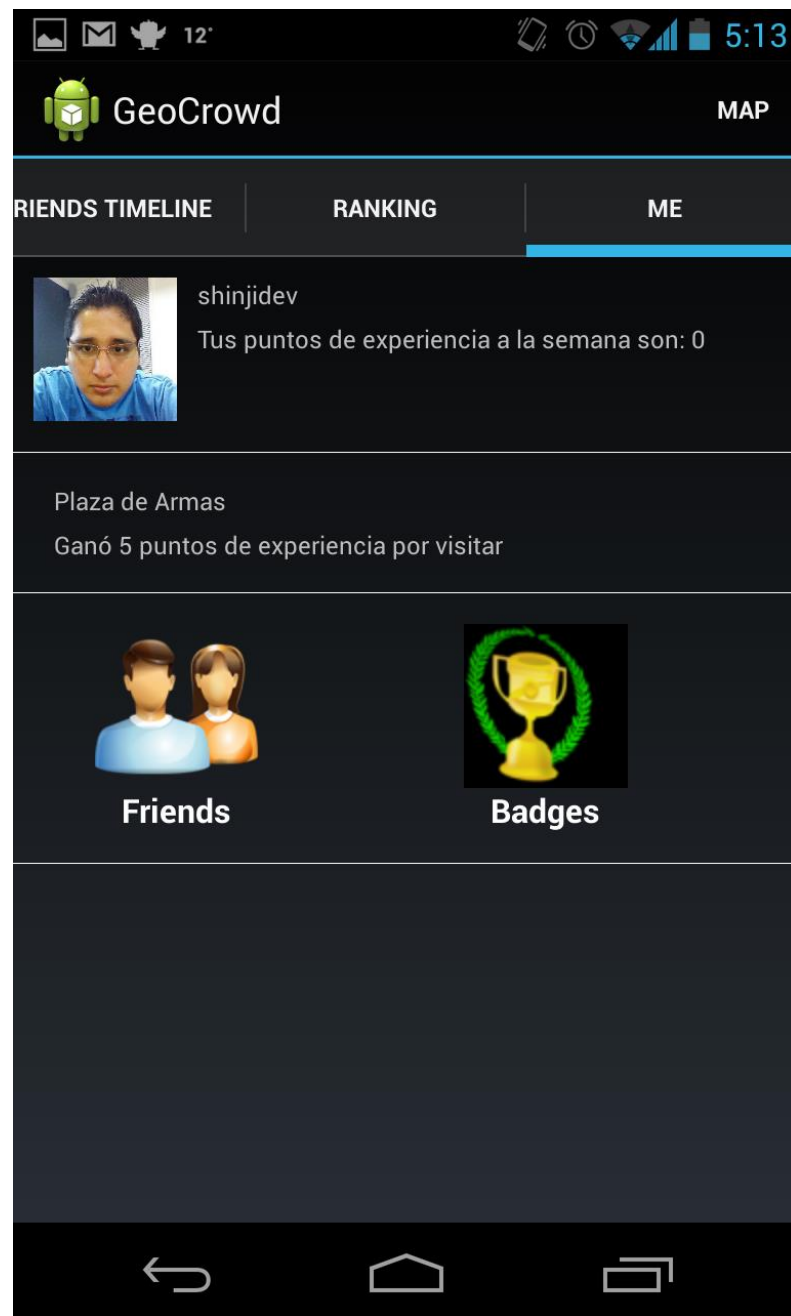 12°
5:13
GeoCrowd
MAP
RIENDS TIMELINE
RANKING
ME
shinjidev
Tus puntos de experiencia a la semana son: 0
Plaza de Armas
Ganó 5 puntos de experiencia por visitar
Friends
Badges